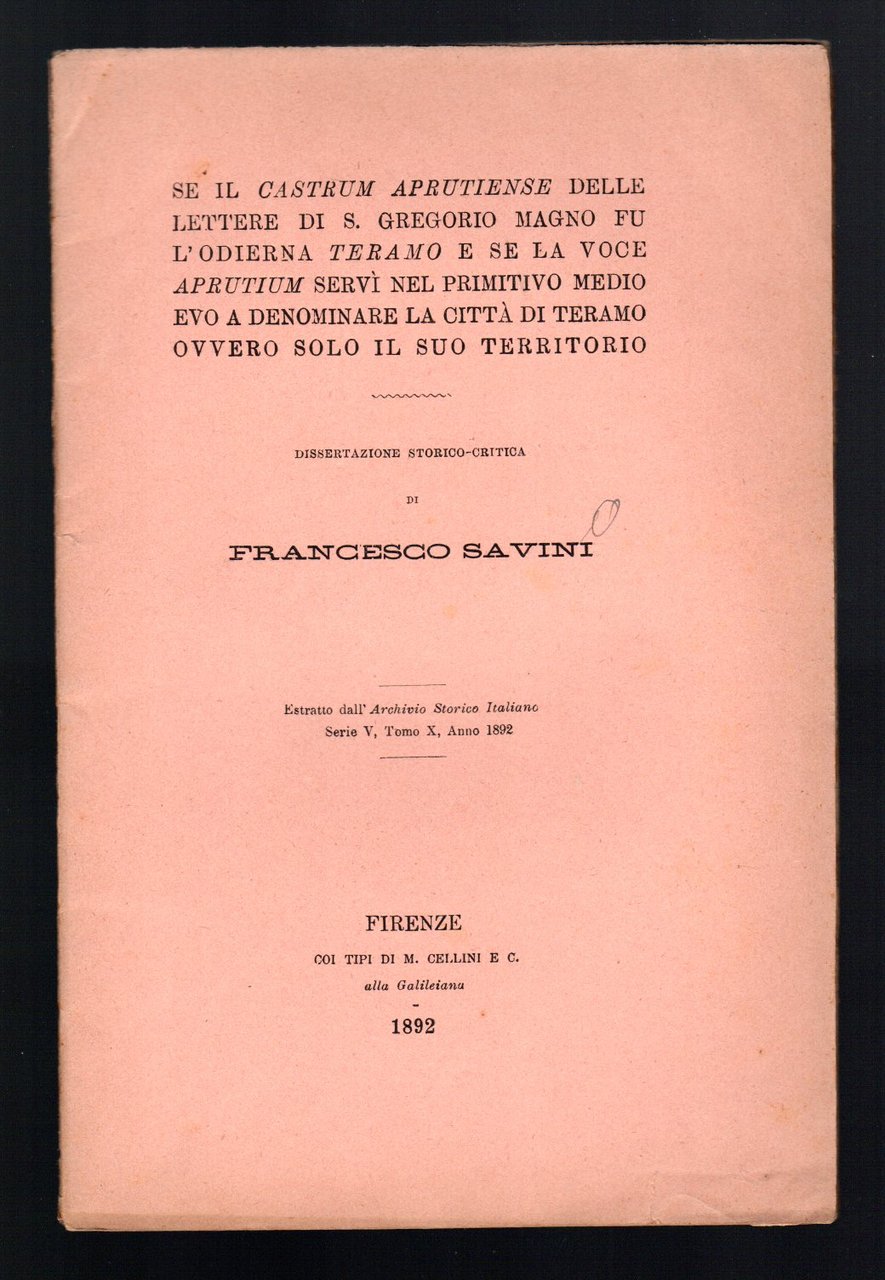 SE IL CASTRUM APRUTIENSE DELLE
LETTERE DI S. GREGORIO MAGNO FU
L'ODIERNA TERAMO E SE LA VOCE
APRUTIUM SERVÌ NEL PRIMITIVO MEDIO
EVO A DENOMINARE LA CITTÀ DI TERAMO
OVVERO SOLO IL SUO TERRITORIO
DISSERTAZIONE STORICO-CRITICA
DI
FRANCESCO SAVINI
Estratto dall'Archivio Storico Italiano
Serie V, Tomo X, Anno 1892
FIRENZE
COI TIPI DI M. CELLINI E C.
alla Galileiana
1892